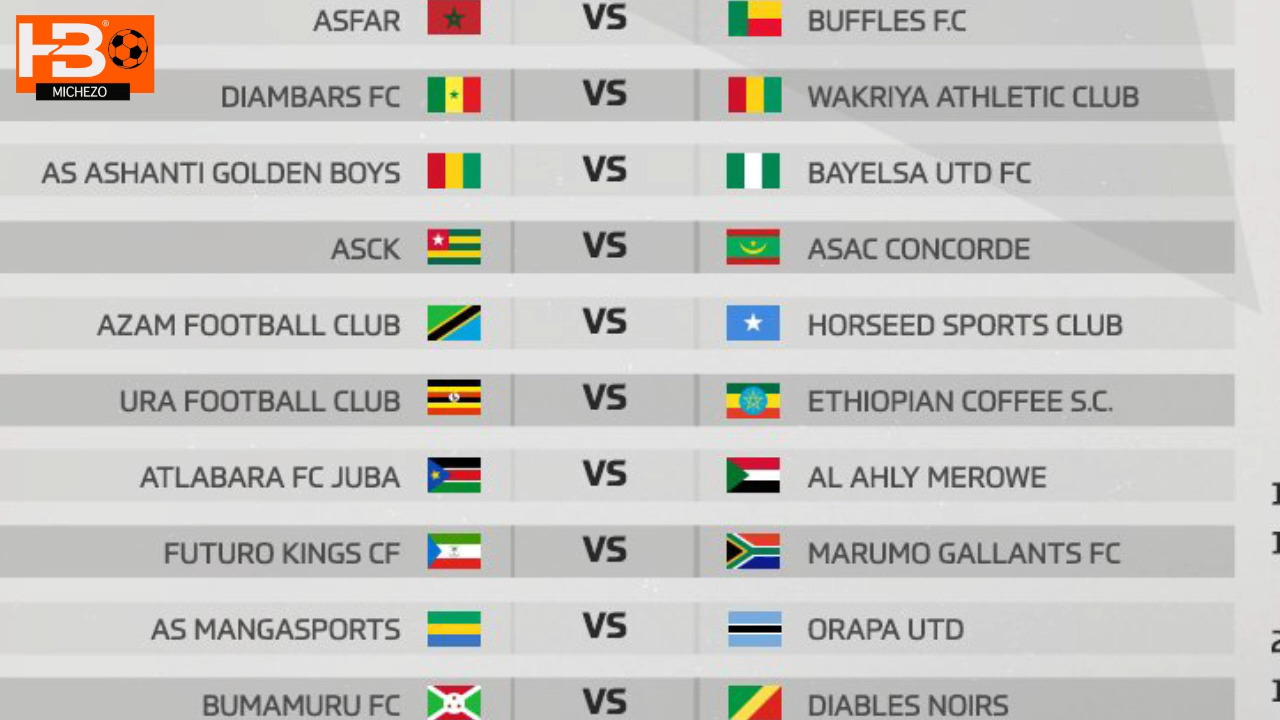 HBO®
MICHEZO
ASFAR VS BUFFLES F.C
DIAMBARS FC VS WAKRIYA ATHLETIC CLUB
AS ASHANTI GOLDEN BOYS VS BAYELSA UTD FC
ASCK VS ASAC CONCORDE
AZAM FOOTBALL CLUB VS HORSEED SPORTS CLUB
URA FOOTBALL CLUB VS ETHIOPIAN COFFEE S.C.
ATLABARA FC JUBA VS AL AHLY MEROWE
FUTURO KINGS CF VS MARUMO GALLANTS FC
AS MANGASPORTS VS ORAPA UTD
BUMAMURU FC VS DIABLES NOIRS